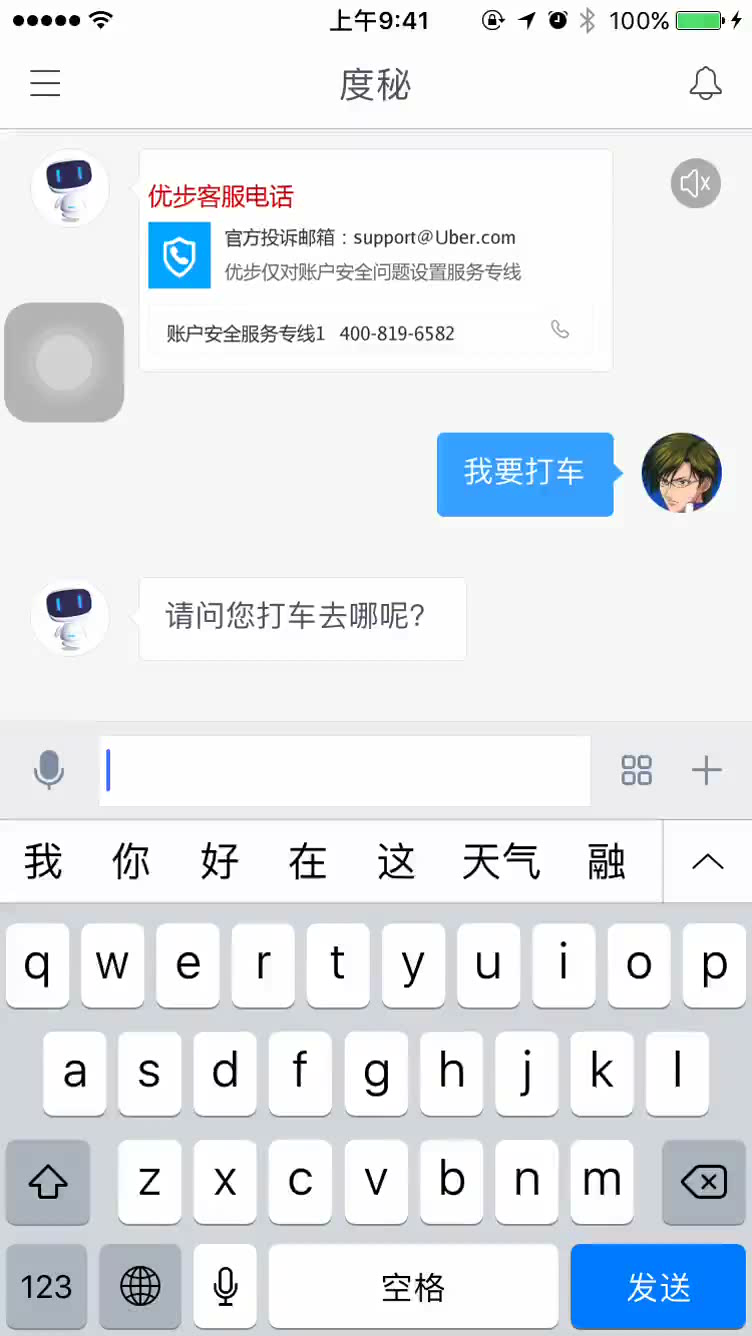 上午9:41
100%
度秘
优步客服电话
官方投诉邮箱：support@Uber.com
优步仅对账户安全问题设置服务专线
账户安全服务专线1 400-819-6582
我要打车
请问您打车去哪呢？
我 你 好 在 这 天气 融
q w e r t y u i o p
a s d f g h j k l
z x c v b n m
123 空格 发送